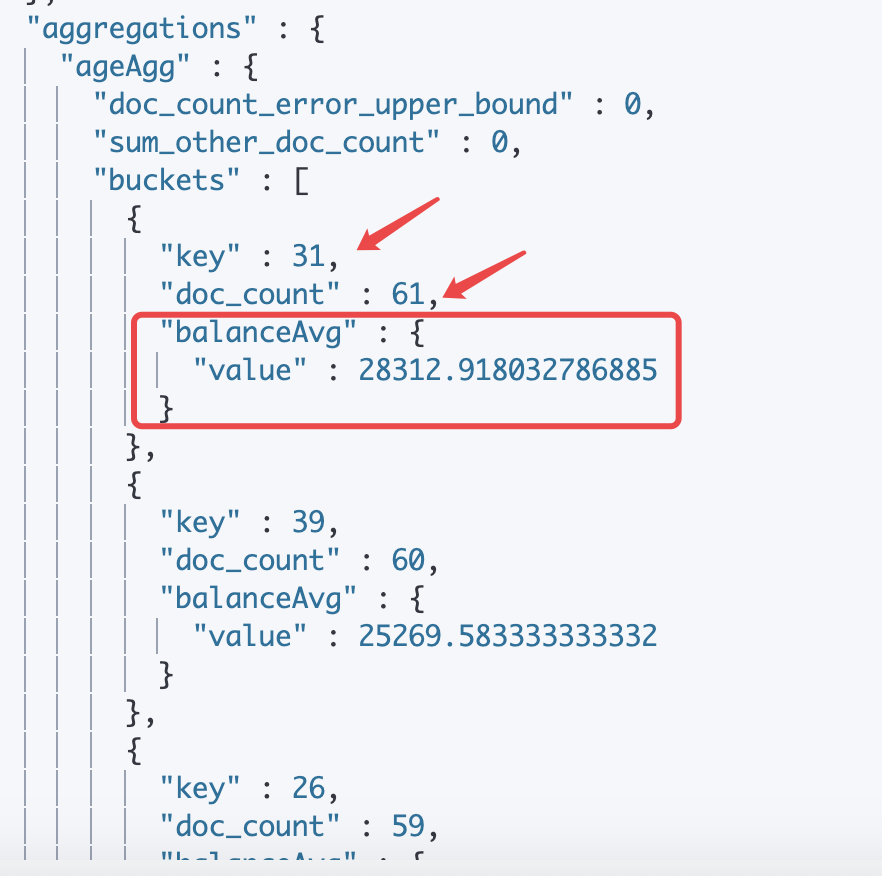 },
"aggregations" : {
"ageAgg" : {
"doc_count_error_upper_bound" : 0,
"sum_other_doc_count" : 0,
"buckets" : [
{
"key" : 31,
"doc_count" : 61,
"balanceAvg" : {
"value" : 28312.918032786885
}
},
{
"key" : 39,
"doc_count" : 60,
"balanceAvg" : {
"value" : 25269.583333333332
}
},
{
"key" : 26,
"doc_count" : 59,
"balanceAvg" : {